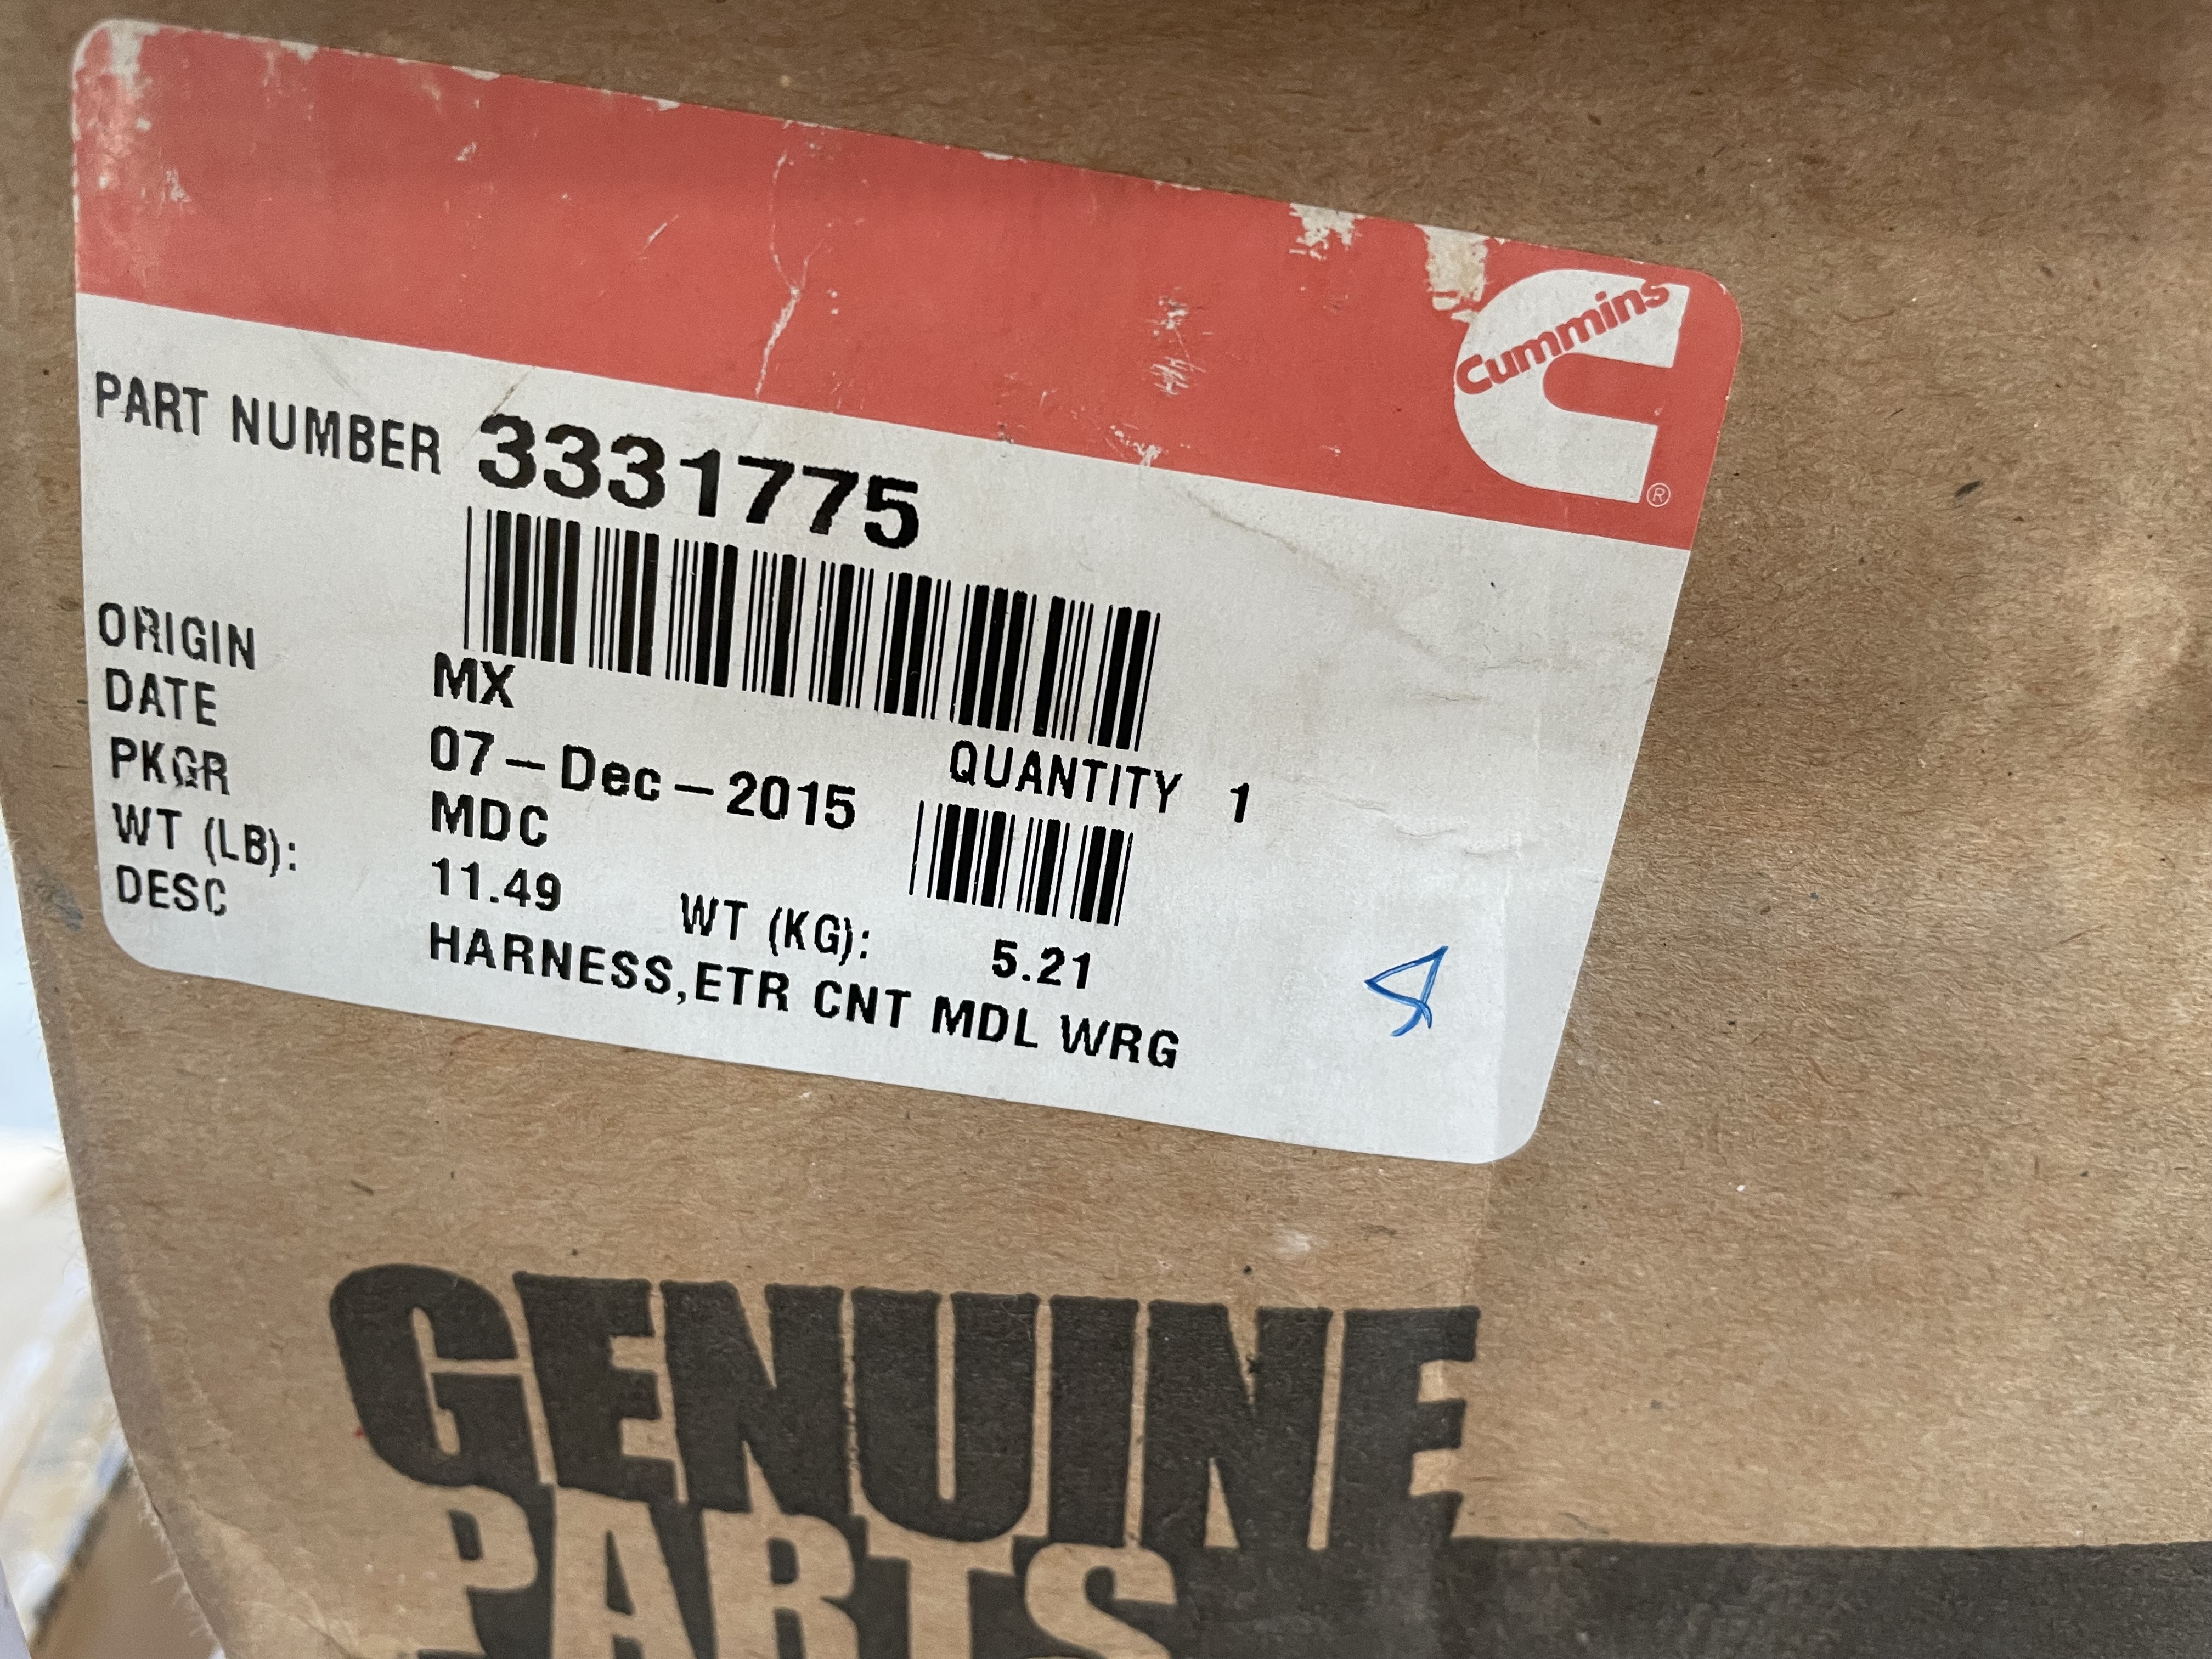 Cummins
®
PART NUMBER 3331775
ORIGIN MX
DATE 07-Dec-2015 QUANTITY 1
PKGR MDC
WT (LB): 11.49 WT (KG): 5.21
DESC HARNESS,ETR CNT MDL WRG
GENUINE
PARTS